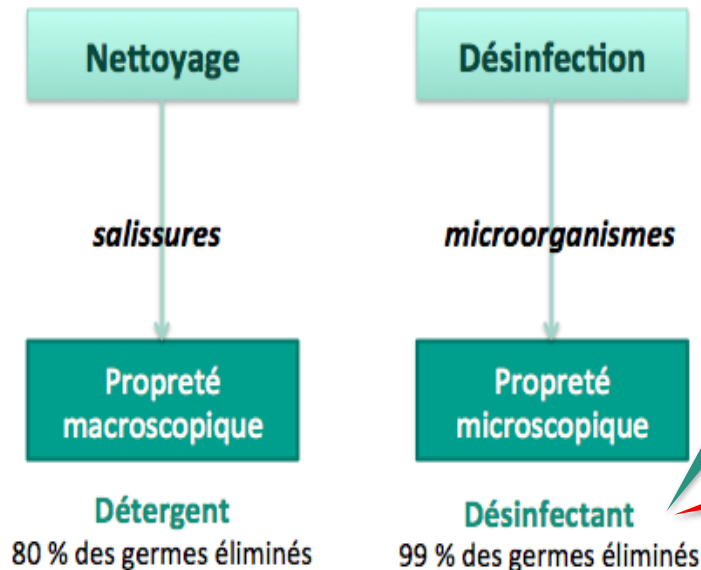 Nettoyage
Désinfection
salissures
microorganismes
Propreté
macroscopique
Propreté
microscopique
Détergent
80 % des germes éliminés
Désinfectant
99 % des germes éliminés